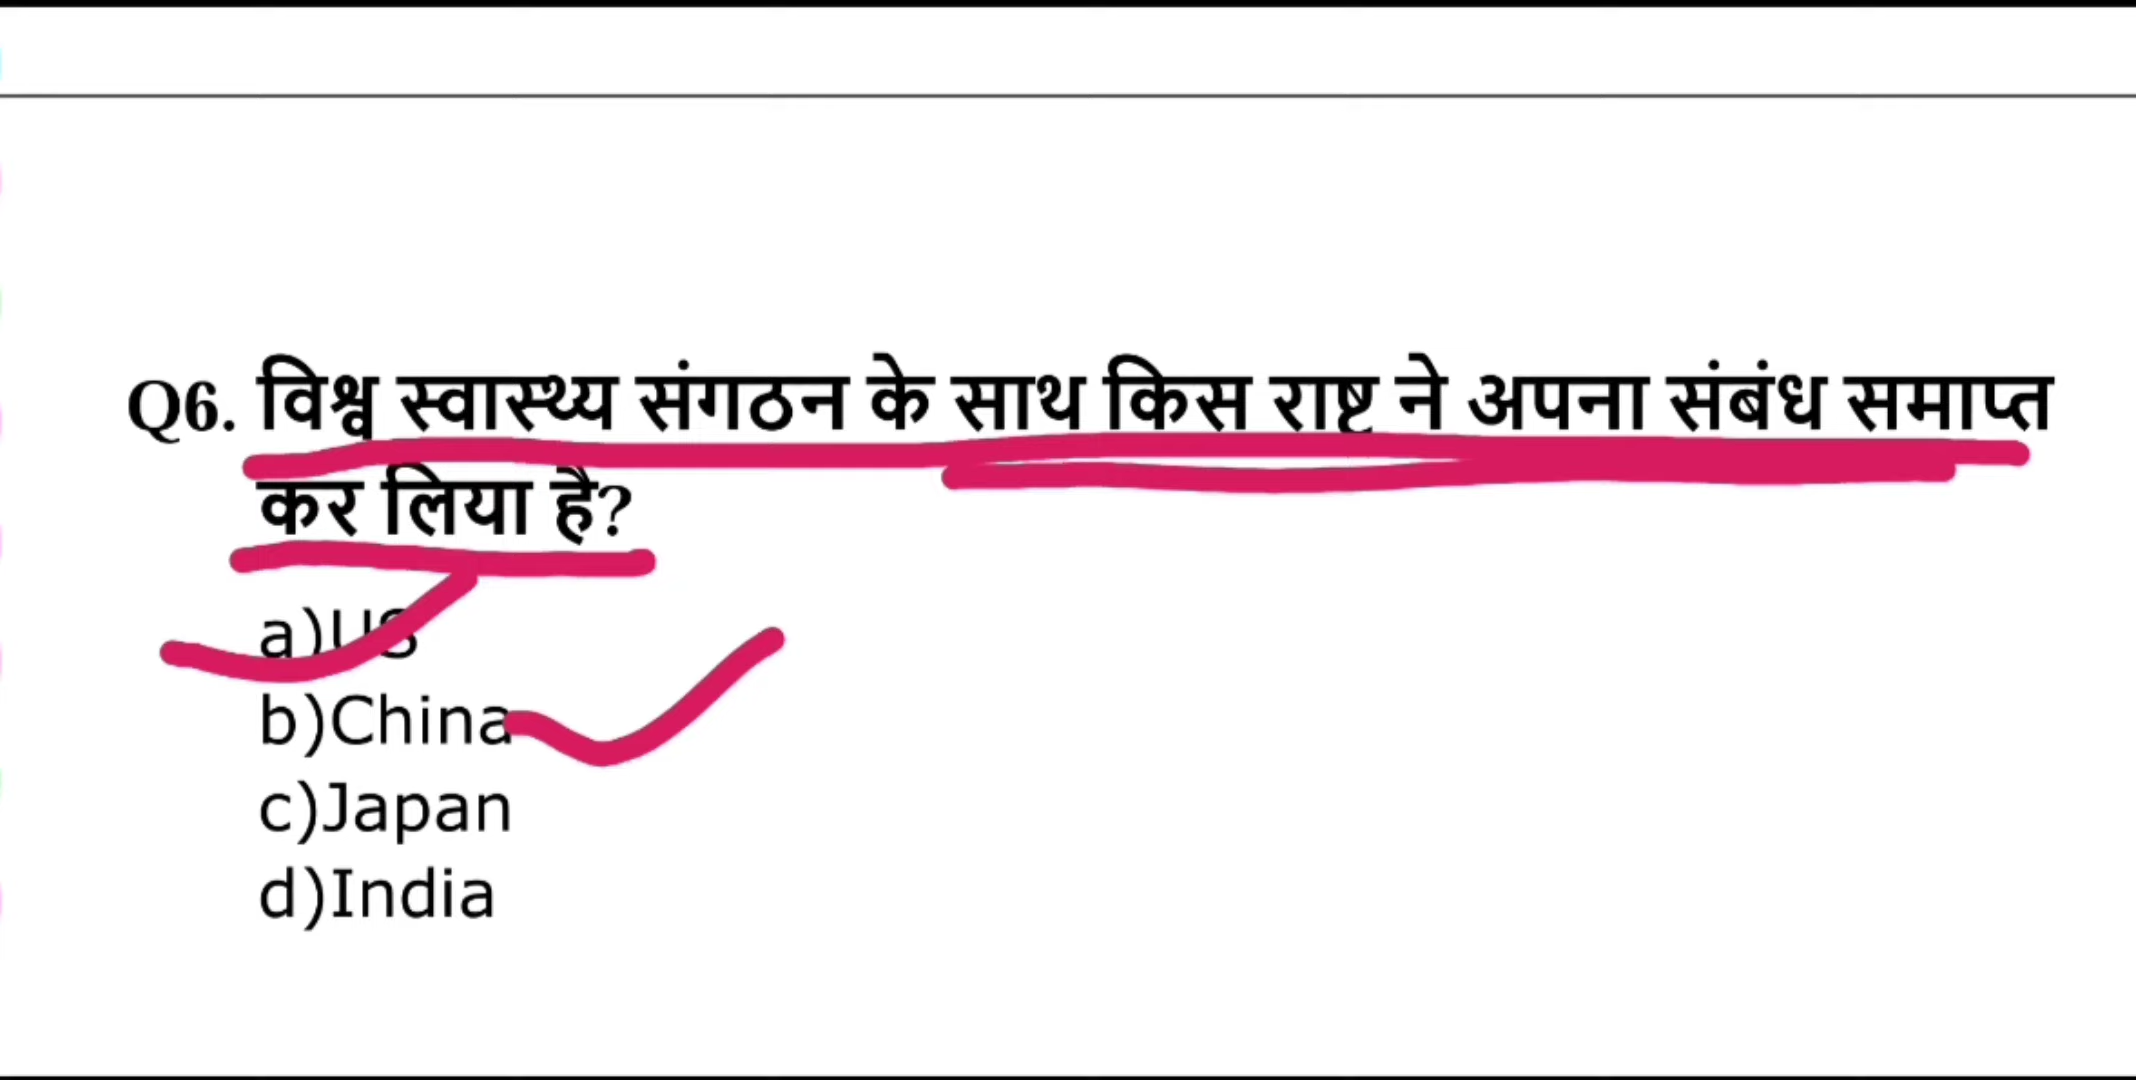 Q6. विश्व स्वास्थ्य संगठन के साथ किस राष्ट ने अपना संबंध समाप्त
कर लिया है?
a)US
b)China
c)Japan
d)India